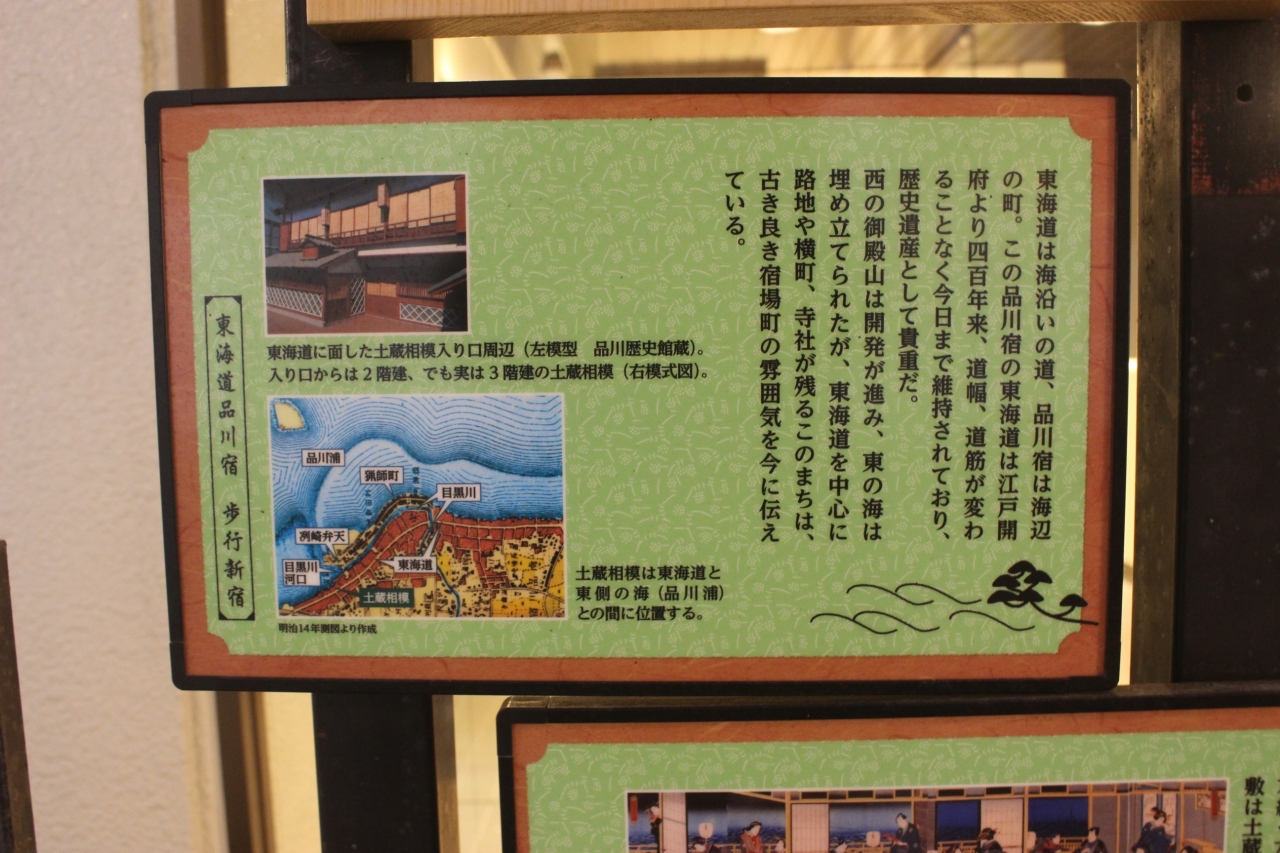 東海道は海沿いの道、品川宿は海辺
の町。この品川宿の東海道は江戸開
府より四百年来、道幅、道筋が変わ
ることなく今日まで維持されており、
歴史遺産として貴重だ。
西の御殿山は開発が進み、東の海は
埋め立てられたが、東海道を中心に
路地や横町、寺社が残るこのまちは、
古き良き宿場町の雰囲気を今に伝え
ている。
東海道に面した土蔵相模入り口周辺（左模型　品川歴史館蔵）。
入り口からは２階建、でも実は３階建の土蔵相模（右模式図）。
品川浦
猟師町
目黒川
洲崎弁天
目黒川
河口
東海道
土蔵相模
明治14年測図より作成
土蔵相模は東海道と
東側の海（品川浦）
との間に位置する。
東海道品川宿　歩行新宿
敷は土蔵